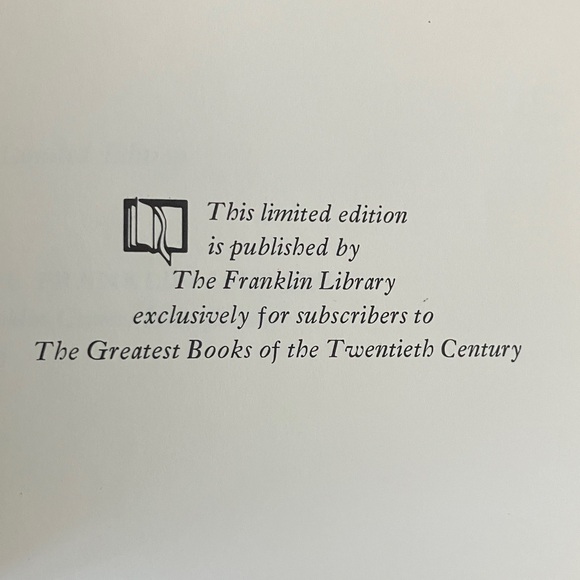 This limited edition
is published by
The Franklin Library
exclusively for subscribers to
The Greatest Books of the Twentieth Century